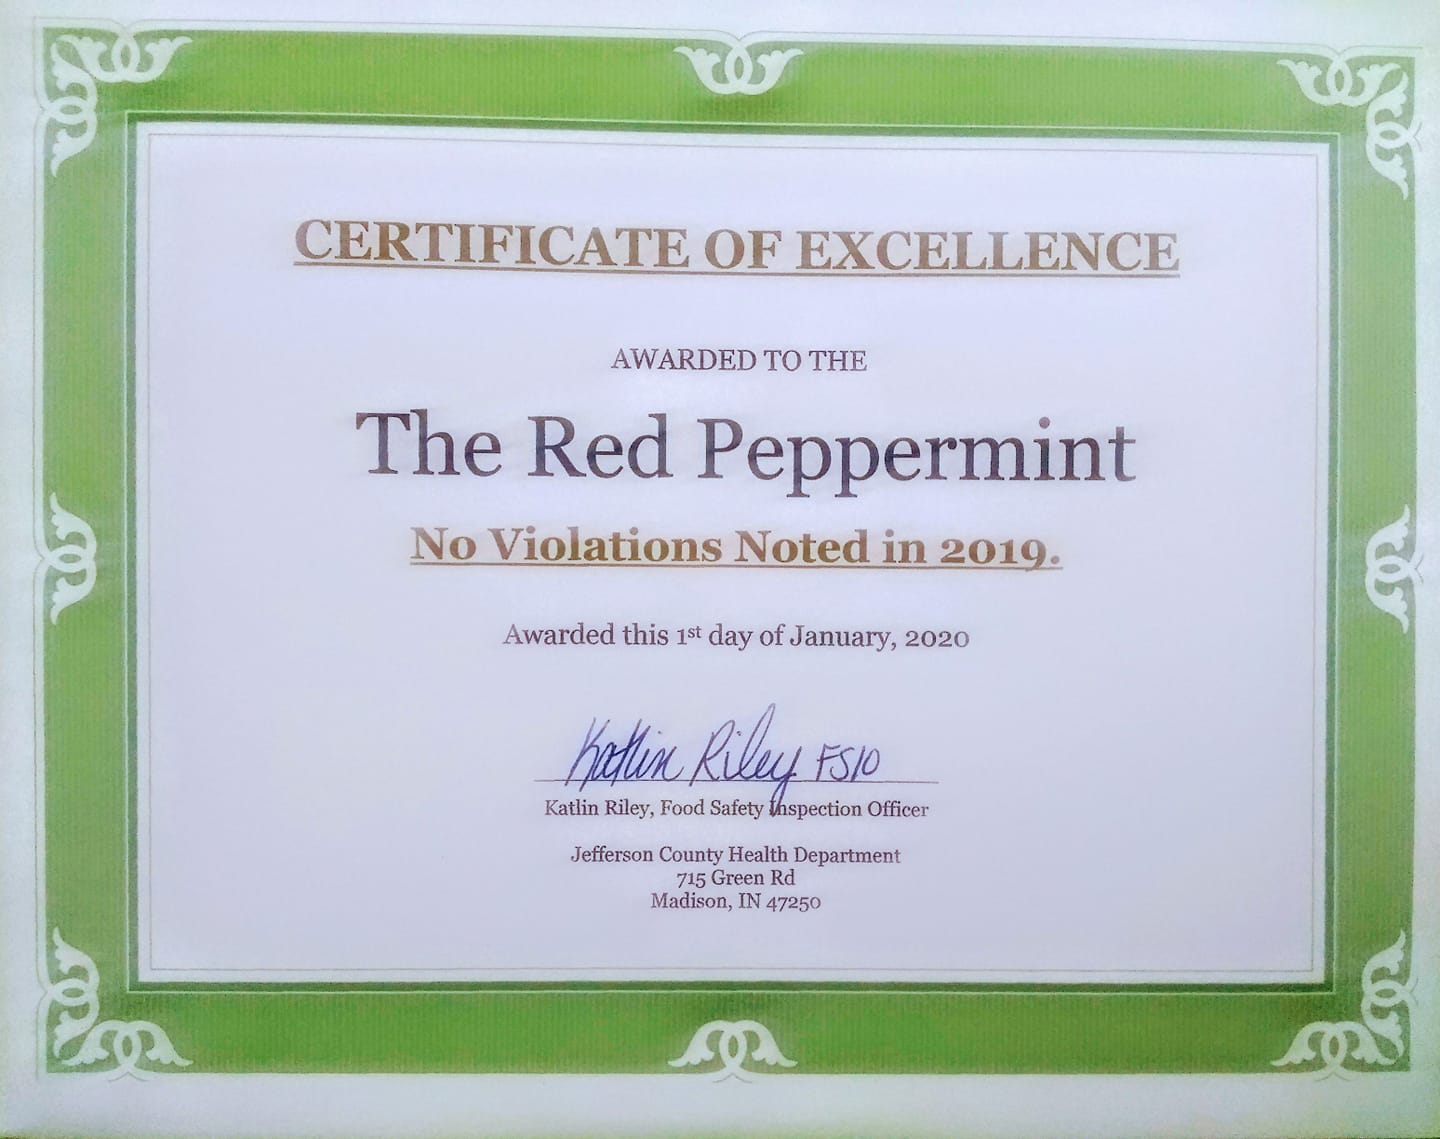 CERTIFICATE OF EXCELLENCE
AWARDED TO THE
The Red Peppermint
No Violations Noted in 2019.
Awarded this 1st day of January, 2020
Katlin Riley FSIO
Katlin Riley, Food Safety Inspection Officer
Jefferson County Health Department
715 Green Rd
Madison, IN 47250